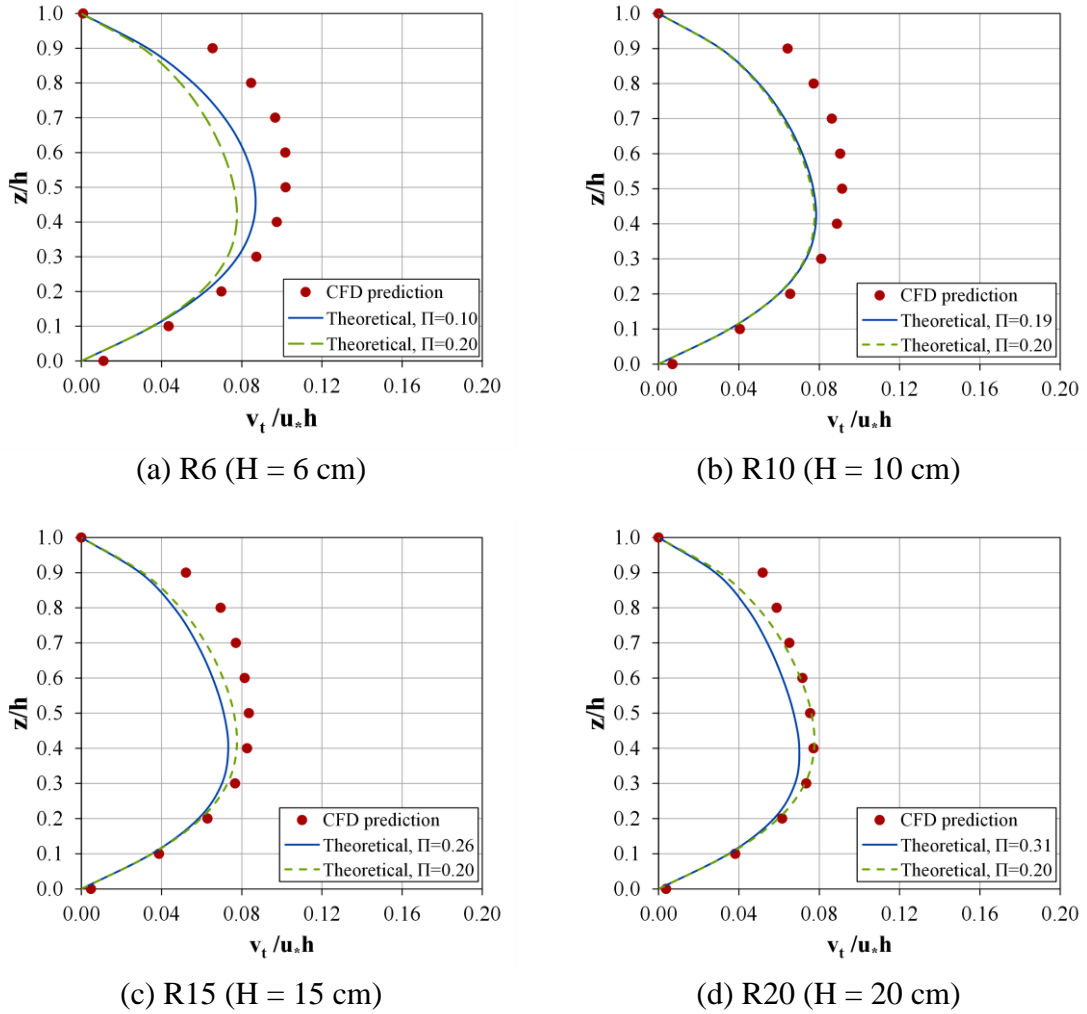 1.0
0.9
0.8
0.7
0.6
0.5
0.4
0.3
0.2
0.1
0.0
z/h
0.00 0.04 0.08 0.12 0.16 0.20
v_t /u_*h
CFD prediction
Theoretical, Π=0.10
Theoretical, Π=0.20
(a) R6 (H = 6 cm)
1.0
0.9
0.8
0.7
0.6
0.5
0.4
0.3
0.2
0.1
0.0
z/h
0.00 0.04 0.08 0.12 0.16 0.20
v_t /u_*h
CFD prediction
Theoretical, Π=0.19
Theoretical, Π=0.20
(b) R10 (H = 10 cm)
1.0
0.9
0.8
0.7
0.6
0.5
0.4
0.3
0.2
0.1
0.0
z/h
0.00 0.04 0.08 0.12 0.16 0.20
v_t /u_*h
CFD prediction
Theoretical, Π=0.26
Theoretical, Π=0.20
(c) R15 (H = 15 cm)
1.0
0.9
0.8
0.7
0.6
0.5
0.4
0.3
0.2
0.1
0.0
z/h
0.00 0.04 0.08 0.12 0.16 0.20
v_t /u_*h
CFD prediction
Theoretical, Π=0.31
Theoretical, Π=0.20
(d) R20 (H = 20 cm)